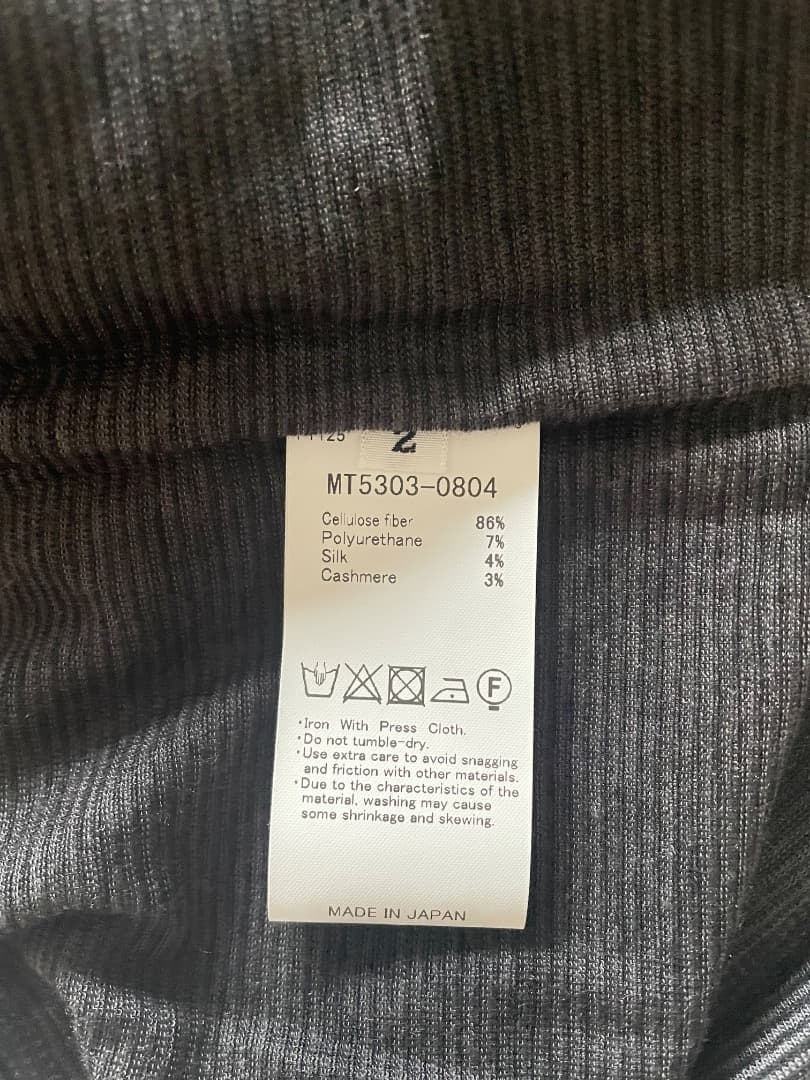 2
MT5303-0804
Cellulose fiber 86%
Polyurethane 7%
Silk 4%
Cashmere 3%
F
•Iron With Press Cloth.
•Do not tumble-dry.
•Use extra care to avoid snagging
and friction with other materials.
•Due to the characteristics of the
material, washing may cause
some shrinkage and skewing.
MADE IN JAPAN